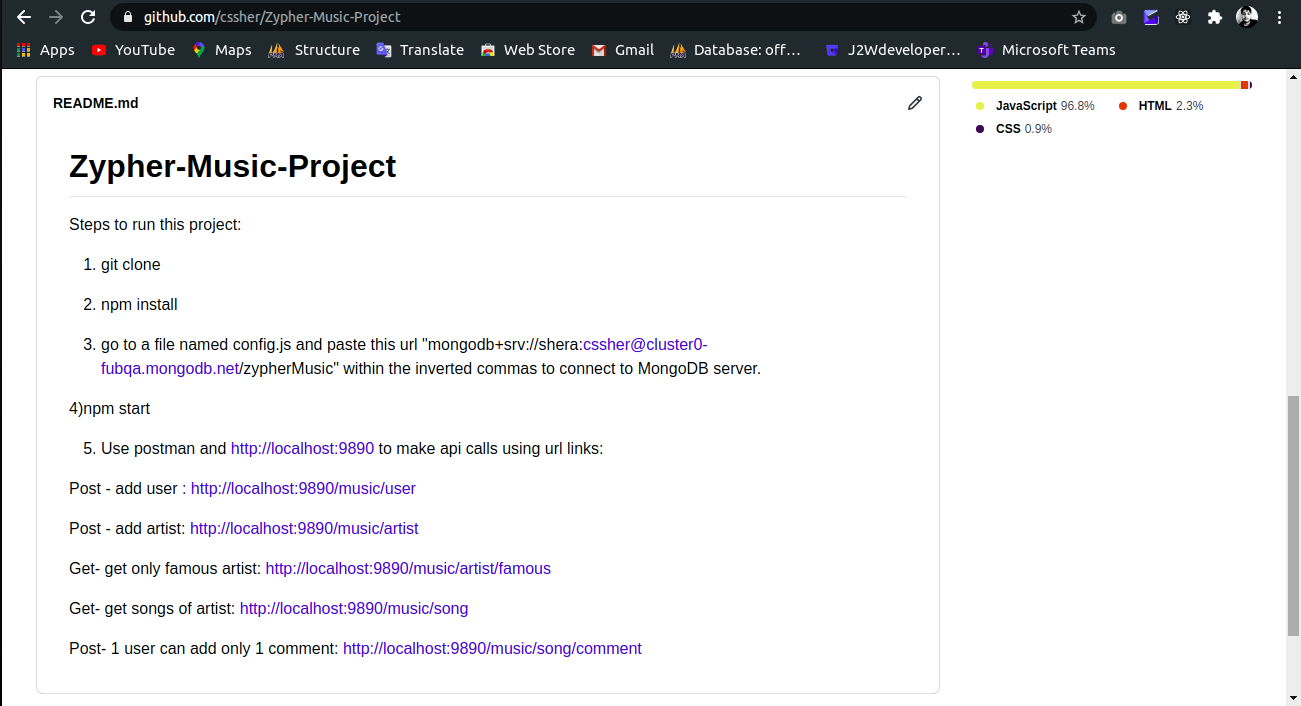 github.com/cssher/Zypher-Music-Project
Apps YouTube Maps Structure Translate Web Store Gmail Database: off... J2Wdeveloper... Microsoft Teams
README.md
JavaScript 96.8% HTML 2.3%
CSS 0.9%
Zypher-Music-Project
Steps to run this project:
1. git clone
2. npm install
3. go to a file named config.js and paste this url "mongodb+srv://shera:cssher@cluster0-
fubqa.mongodb.net/zypherMusic" within the inverted commas to connect to MongoDB server.
4)npm start
5. Use postman and http://localhost:9890 to make api calls using url links:
Post - add user : http://localhost:9890/music/user
Post - add artist: http://localhost:9890/music/artist
Get- get only famous artist: http://localhost:9890/music/artist/famous
Get- get songs of artist: http://localhost:9890/music/song
Post- 1 user can add only 1 comment: http://localhost:9890/music/song/comment